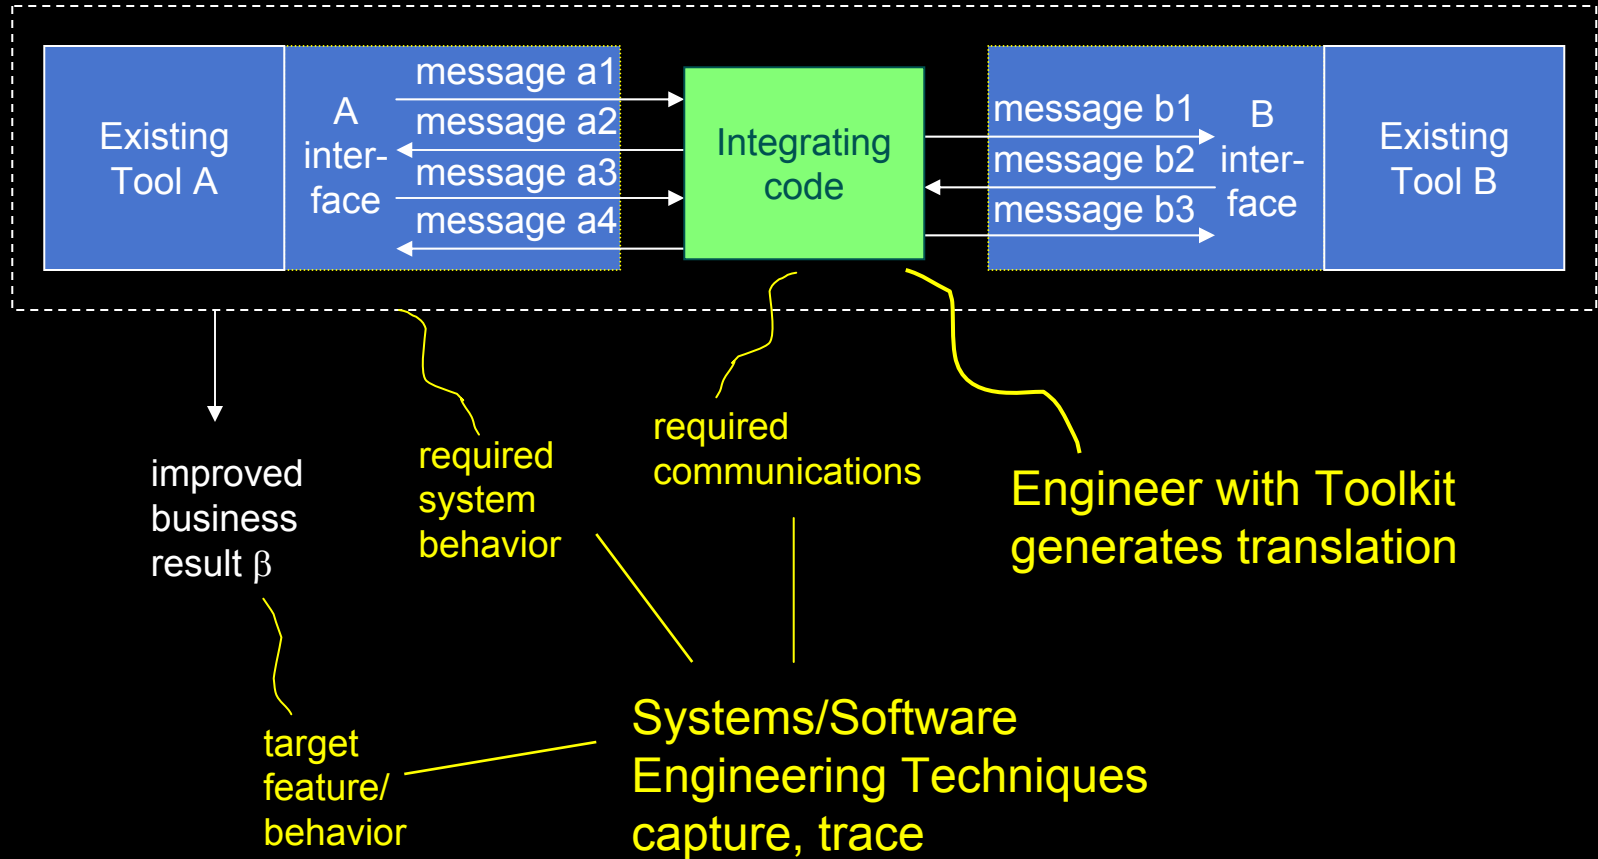 Existing
Tool A
A
inter-
face
message a1
message a2
message a3
message a4
Integrating
code
message b1
message b2
message b3
B
inter-
face
Existing
Tool B
improved
business
result β
required
system
behavior
required
communications
Engineer with Toolkit
generates translation
target
feature/
behavior
Systems/Software
Engineering Techniques
capture, trace